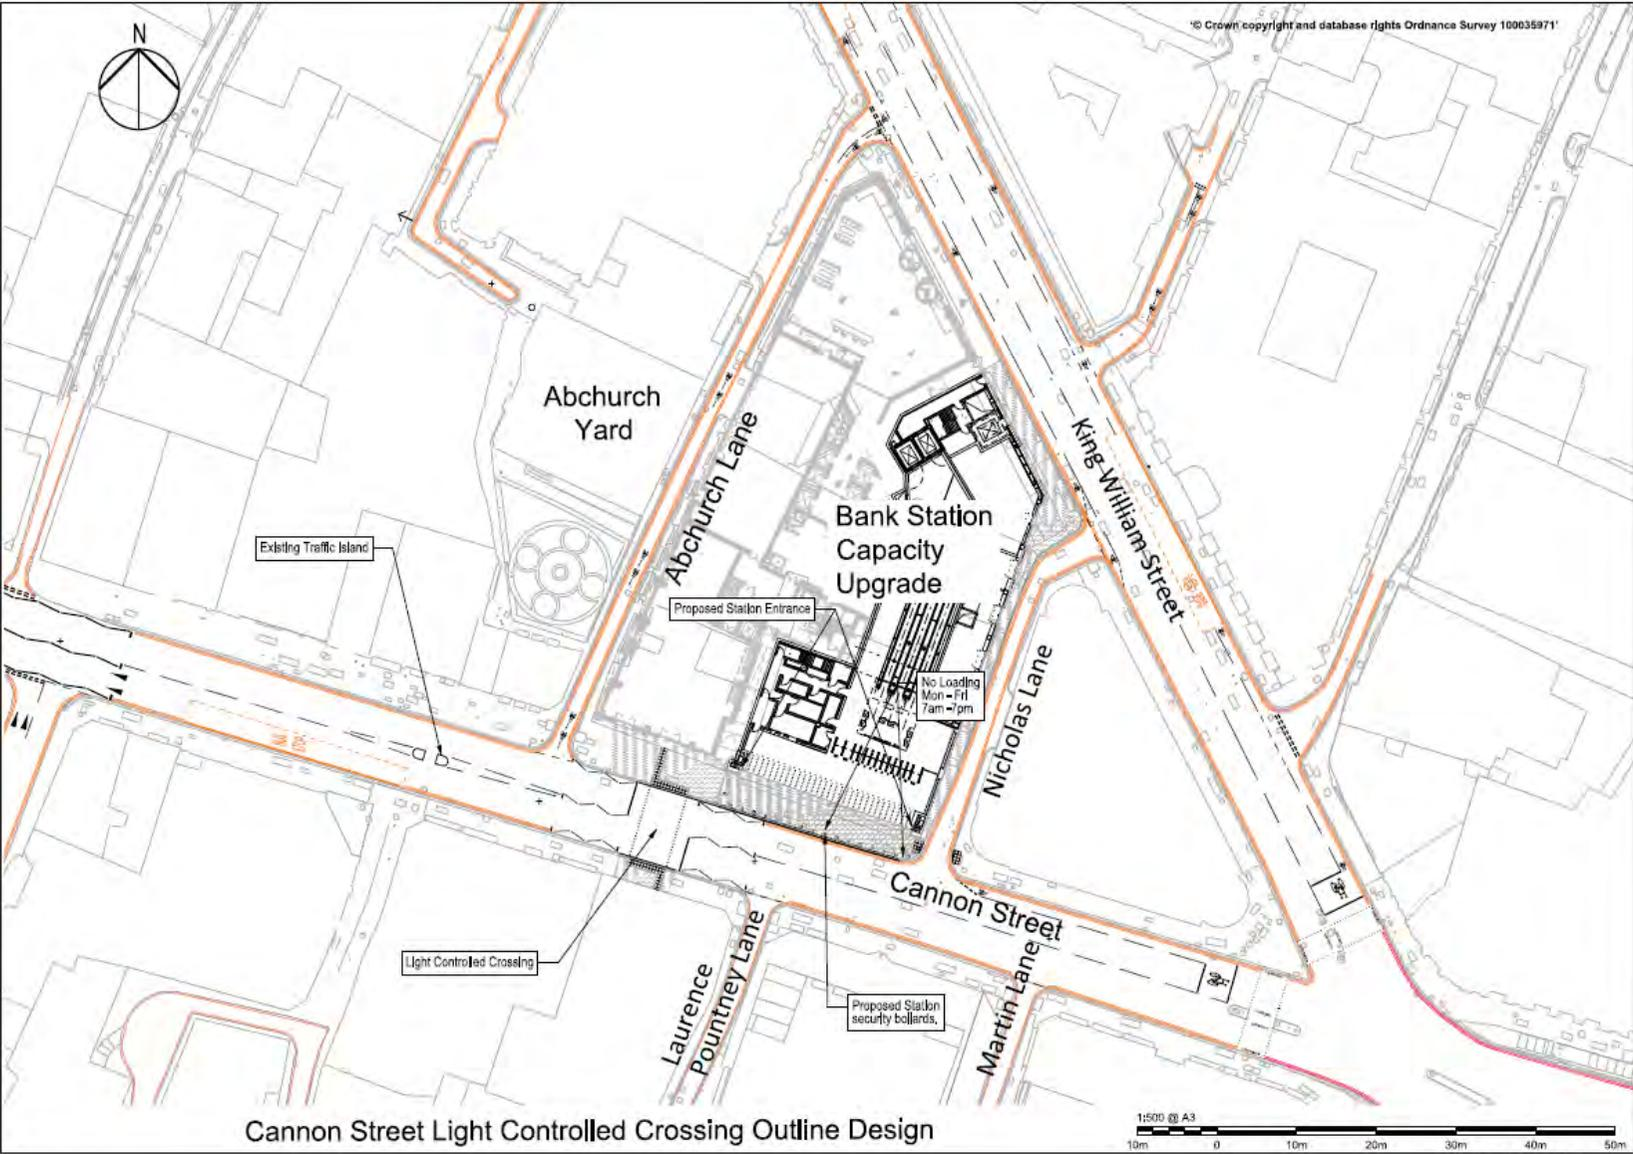 '© Crown copyright and database rights Ordnance Survey 100035971'
N
Abchurch
Yard
Abchurch Lane
King William Street
Existing Traffic Island
Bank Station
Capacity
Upgrade
Proposed Station Entrance
No Loading
Mon - Fri
7am -7pm
Nicholas Lane
Cannon Street
Light Controlled Crossing
Laurence
Pountney Lane
Proposed Station
security bollards.
Martin Lane
Cannon Street Light Controlled Crossing Outline Design
1:500 @ A3
10m 0 10m 20m 30m 40m 50m